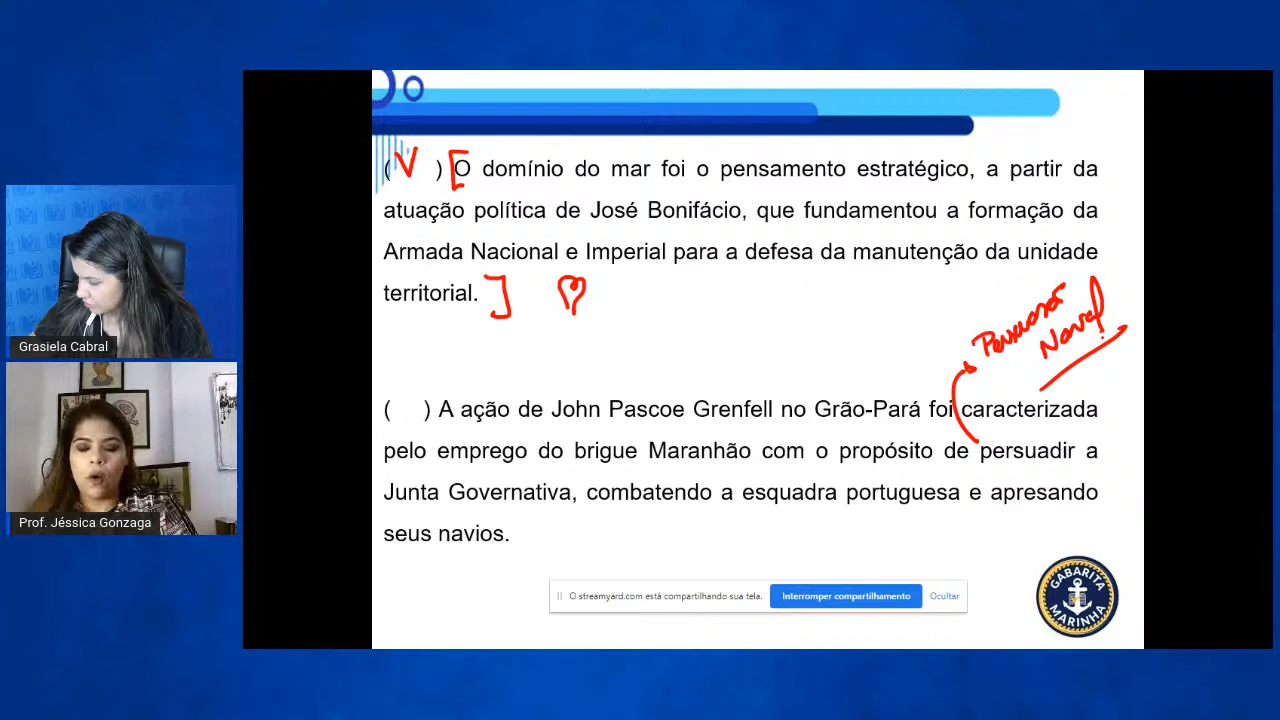 ( V ) [O domínio do mar foi o pensamento estratégico, a partir da
atuação política de José Bonifácio, que fundamentou a formação da
Armada Nacional e Imperial para a defesa da manutenção da unidade
territorial. ]
Naval
( ) A ação de John Pascoe Grenfell no Grão-Pará foi caracterizada
pelo emprego do brigue Maranhão com o propósito de persuadir a
Junta Governativa, combatendo a esquadra portuguesa e apresando
seus navios.
Grasiela Cabral
Prof. Jéssica Gonzaga
O streamyard.com está compartilhando sua tela. Interromper compartilhamento Ocultar
GABARITA
MARINHA